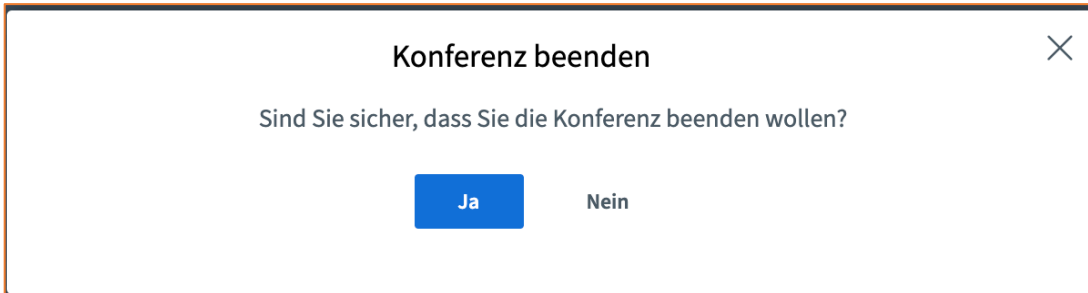 Konferenz beenden
Sind Sie sicher, dass Sie die Konferenz beenden wollen?
Ja Nein